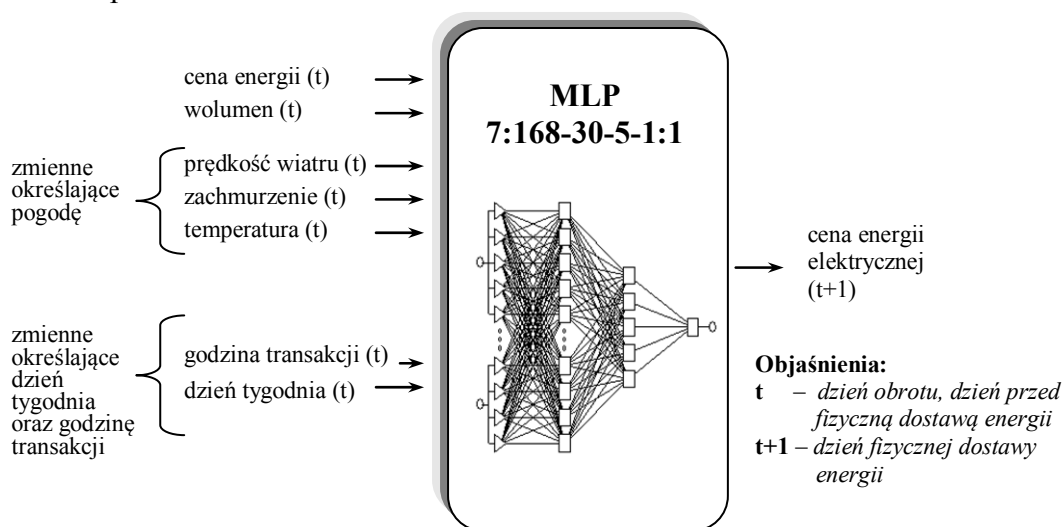 cena energii (t)
wolumen (t)
zmienne
określające
pogodę
prędkość wiatru (t)
zachmurzenie (t)
temperatura (t)
zmienne
określające
dzień
tygodnia
oraz godzinę
transakcji
godzina transakcji (t)
dzień tygodnia (t)
MLP
7:168-30-5-1:1
cena energii
elektrycznej
(t+1)
Objaśnienia:
t – dzień obrotu, dzień przed
fizyczną dostawą energii
t+1 – dzień fizycznej dostawy
energii